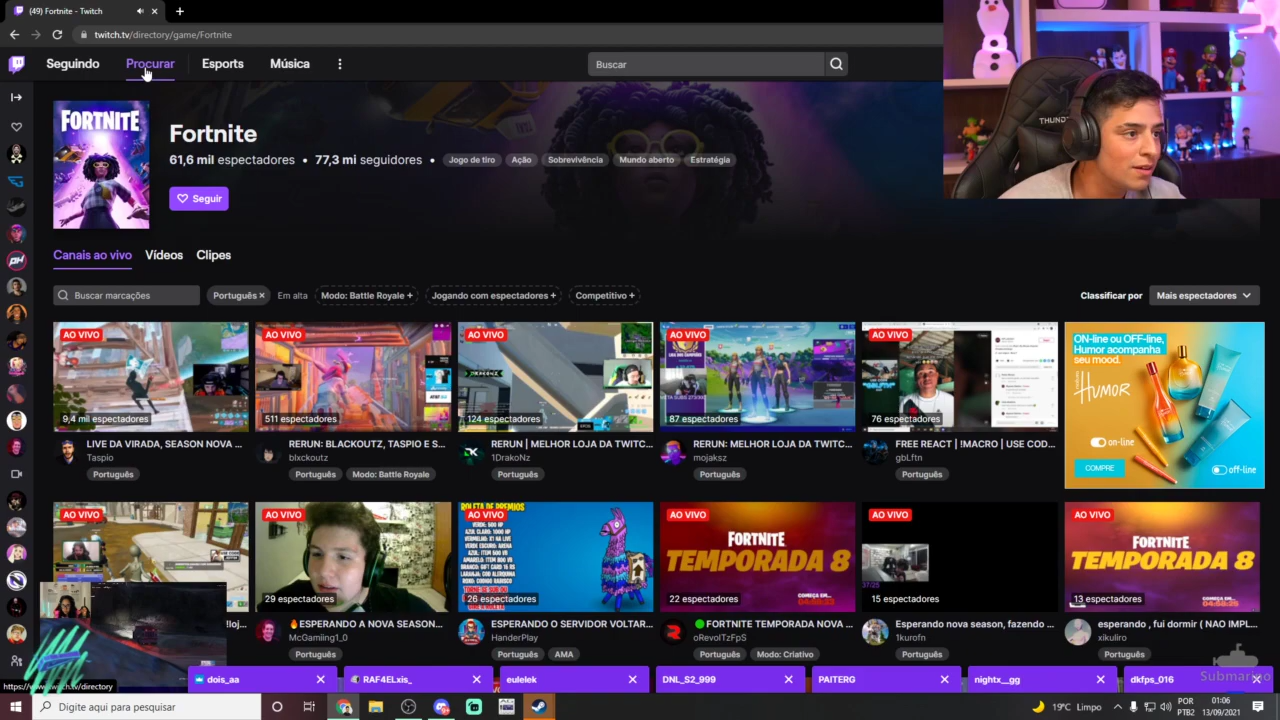 (49) Fortnite - Twitch
twitch.tv/directory/game/Fortnite
Seguindo
Procurar
Esports
Música
Buscar
FORTNITE
Fortnite
61,6 mil espectadores • 77,3 mi seguidores •
Jogo de tiro
Ação
Sobrevivência
Mundo aberto
Estratégia
Seguir
Canais ao vivo
Vídeos
Clipes
Buscar marcações
Português
Em alta
Modo: Battle Royale +
Jogando com espectadores +
Competitivo +
Classificar por
Mais espectadores
AO VIVO
9,4 mil espectadores
LIVE DA VIRADA, SEASON NOVA ...
Taspio
Português
AO VIVO
511 espectadores
RERUN: BLACKOUTZ, TASPIO E S...
blxckoutz
Português
Modo: Battle Royale
AO VIVO
124 espectadores
RERUN | MELHOR LOJA DA TWITC...
1DrakoNz
Português
AO VIVO
87 espectadores
RERUN: MELHOR LOJA DA TWITC...
mojaksz
Português
AO VIVO
76 espectadores
FREE REACT | !MACRO | USE COD...
gbLftn
Português
ON-line ou OFF-line,
Humor acompanha
seu mood.
HUMOR
on-line
COMPRE
off-line
AO VIVO
AO VIVO
29 espectadores
ESPERANDO A NOVA SEASON...
McGamiing1_0
Português
ROLETA DE PREMIOS
AO VIVO
26 espectadores
ESPERANDO O SERVIDOR VOLTAR...
HanderPlay
Português
AMA
AO VIVO
FORTNITE
TEMPORADA 8
22 espectadores
FORTNITE TEMPORADA NOVA ...
oRevolTzFpS
Português
Modo: Criativo
AO VIVO
15 espectadores
Esperando nova season, fazendo ...
1kurofn
Português
AO VIVO
FORTNITE
TEMPORADA 8
13 espectadores
esperando , fui dormir ( NAO IMPL...
xikuliro
Português
https://www.twitch.tv/directory
dois_aa
RAF4ELxis_
eulelek
DNL_S2_999
PAITERG
nightx__gg
dkfps_016
Submarino
Digite aqui para pesquisar
19°C Limpo
POR
PTB2
01:06
13/09/2021